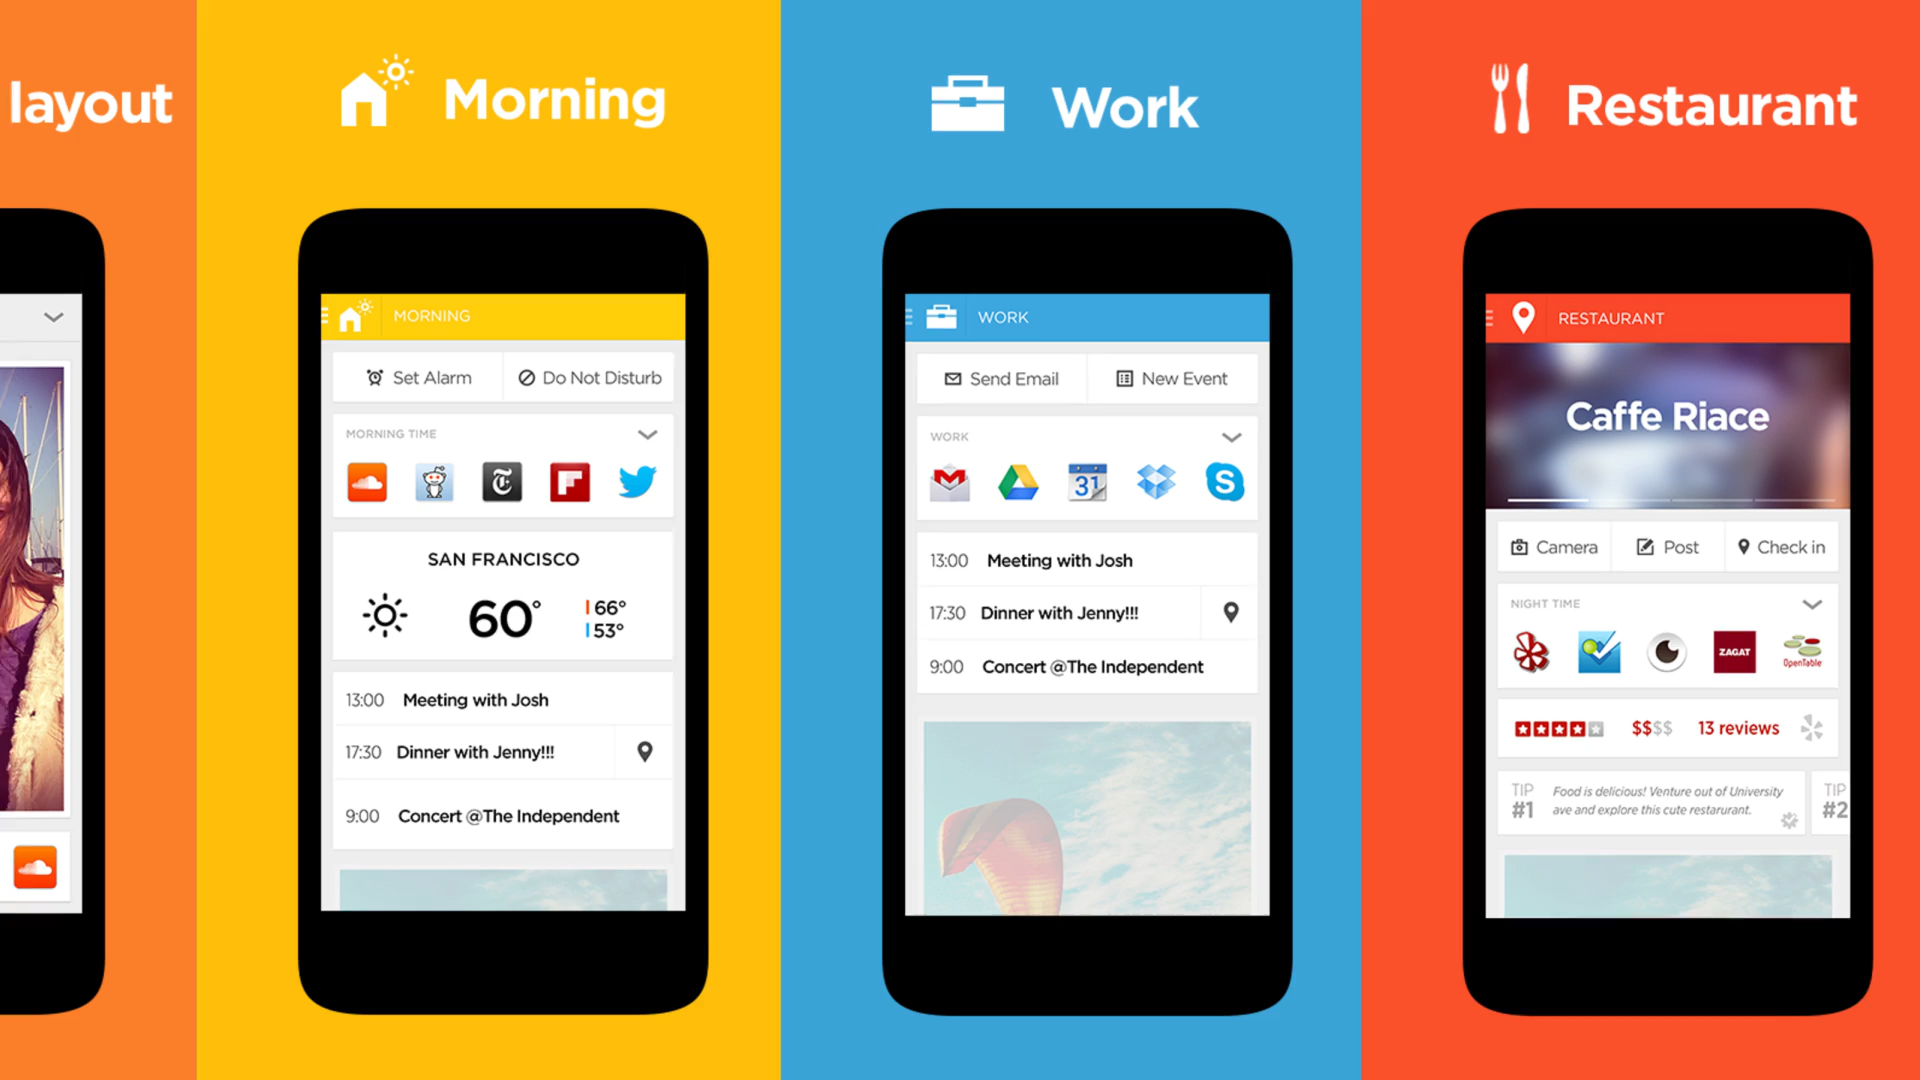 layout
Morning
MORNING
Set Alarm
Do Not Disturb
MORNING TIME
SAN FRANCISCO
60°
66°
53°
13:00 Meeting with Josh
17:30 Dinner with Jenny!!!
9:00 Concert @The Independent
Work
WORK
Send Email
New Event
WORK
31
S
13:00 Meeting with Josh
17:30 Dinner with Jenny!!!
9:00 Concert @The Independent
Restaurant
RESTAURANT
Caffe Riace
Camera
Post
Check in
NIGHT TIME
ZAGAT
OpenTable
$$$$
13 reviews
TIP #1
Food is delicious! Venture out of University
ave and explore this cute restarurant.
TIP #2